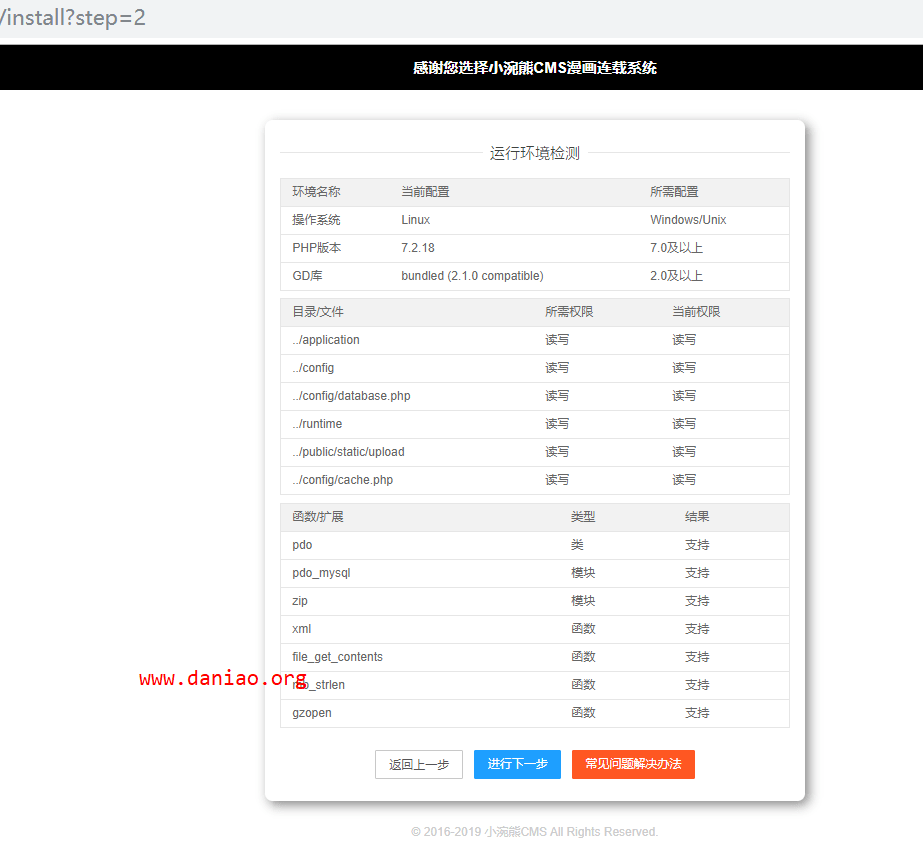 /install?step=2
感谢您选择小涴熊CMS漫画连载系统
运行环境检测
环境名称 当前配置 所需配置
操作系统 Linux Windows/Unix
PHP版本 7.2.18 7.0及以上
GD库 bundled (2.1.0 compatible) 2.0及以上
目录/文件 所需权限 当前权限
../application 读写 读写
../config 读写 读写
../config/database.php 读写 读写
../runtime 读写 读写
../public/static/upload 读写 读写
../config/cache.php 读写 读写
函数/扩展 类型 结果
pdo 类 支持
pdo_mysql 模块 支持
zip 模块 支持
xml 函数 支持
file_get_contents 函数 支持
www.daniao.org
mb_strlen 函数 支持
gzopen 函数 支持
返回上一步 进行下一步 常见问题解决办法
© 2016-2019 小涴熊CMS All Rights Reserved.